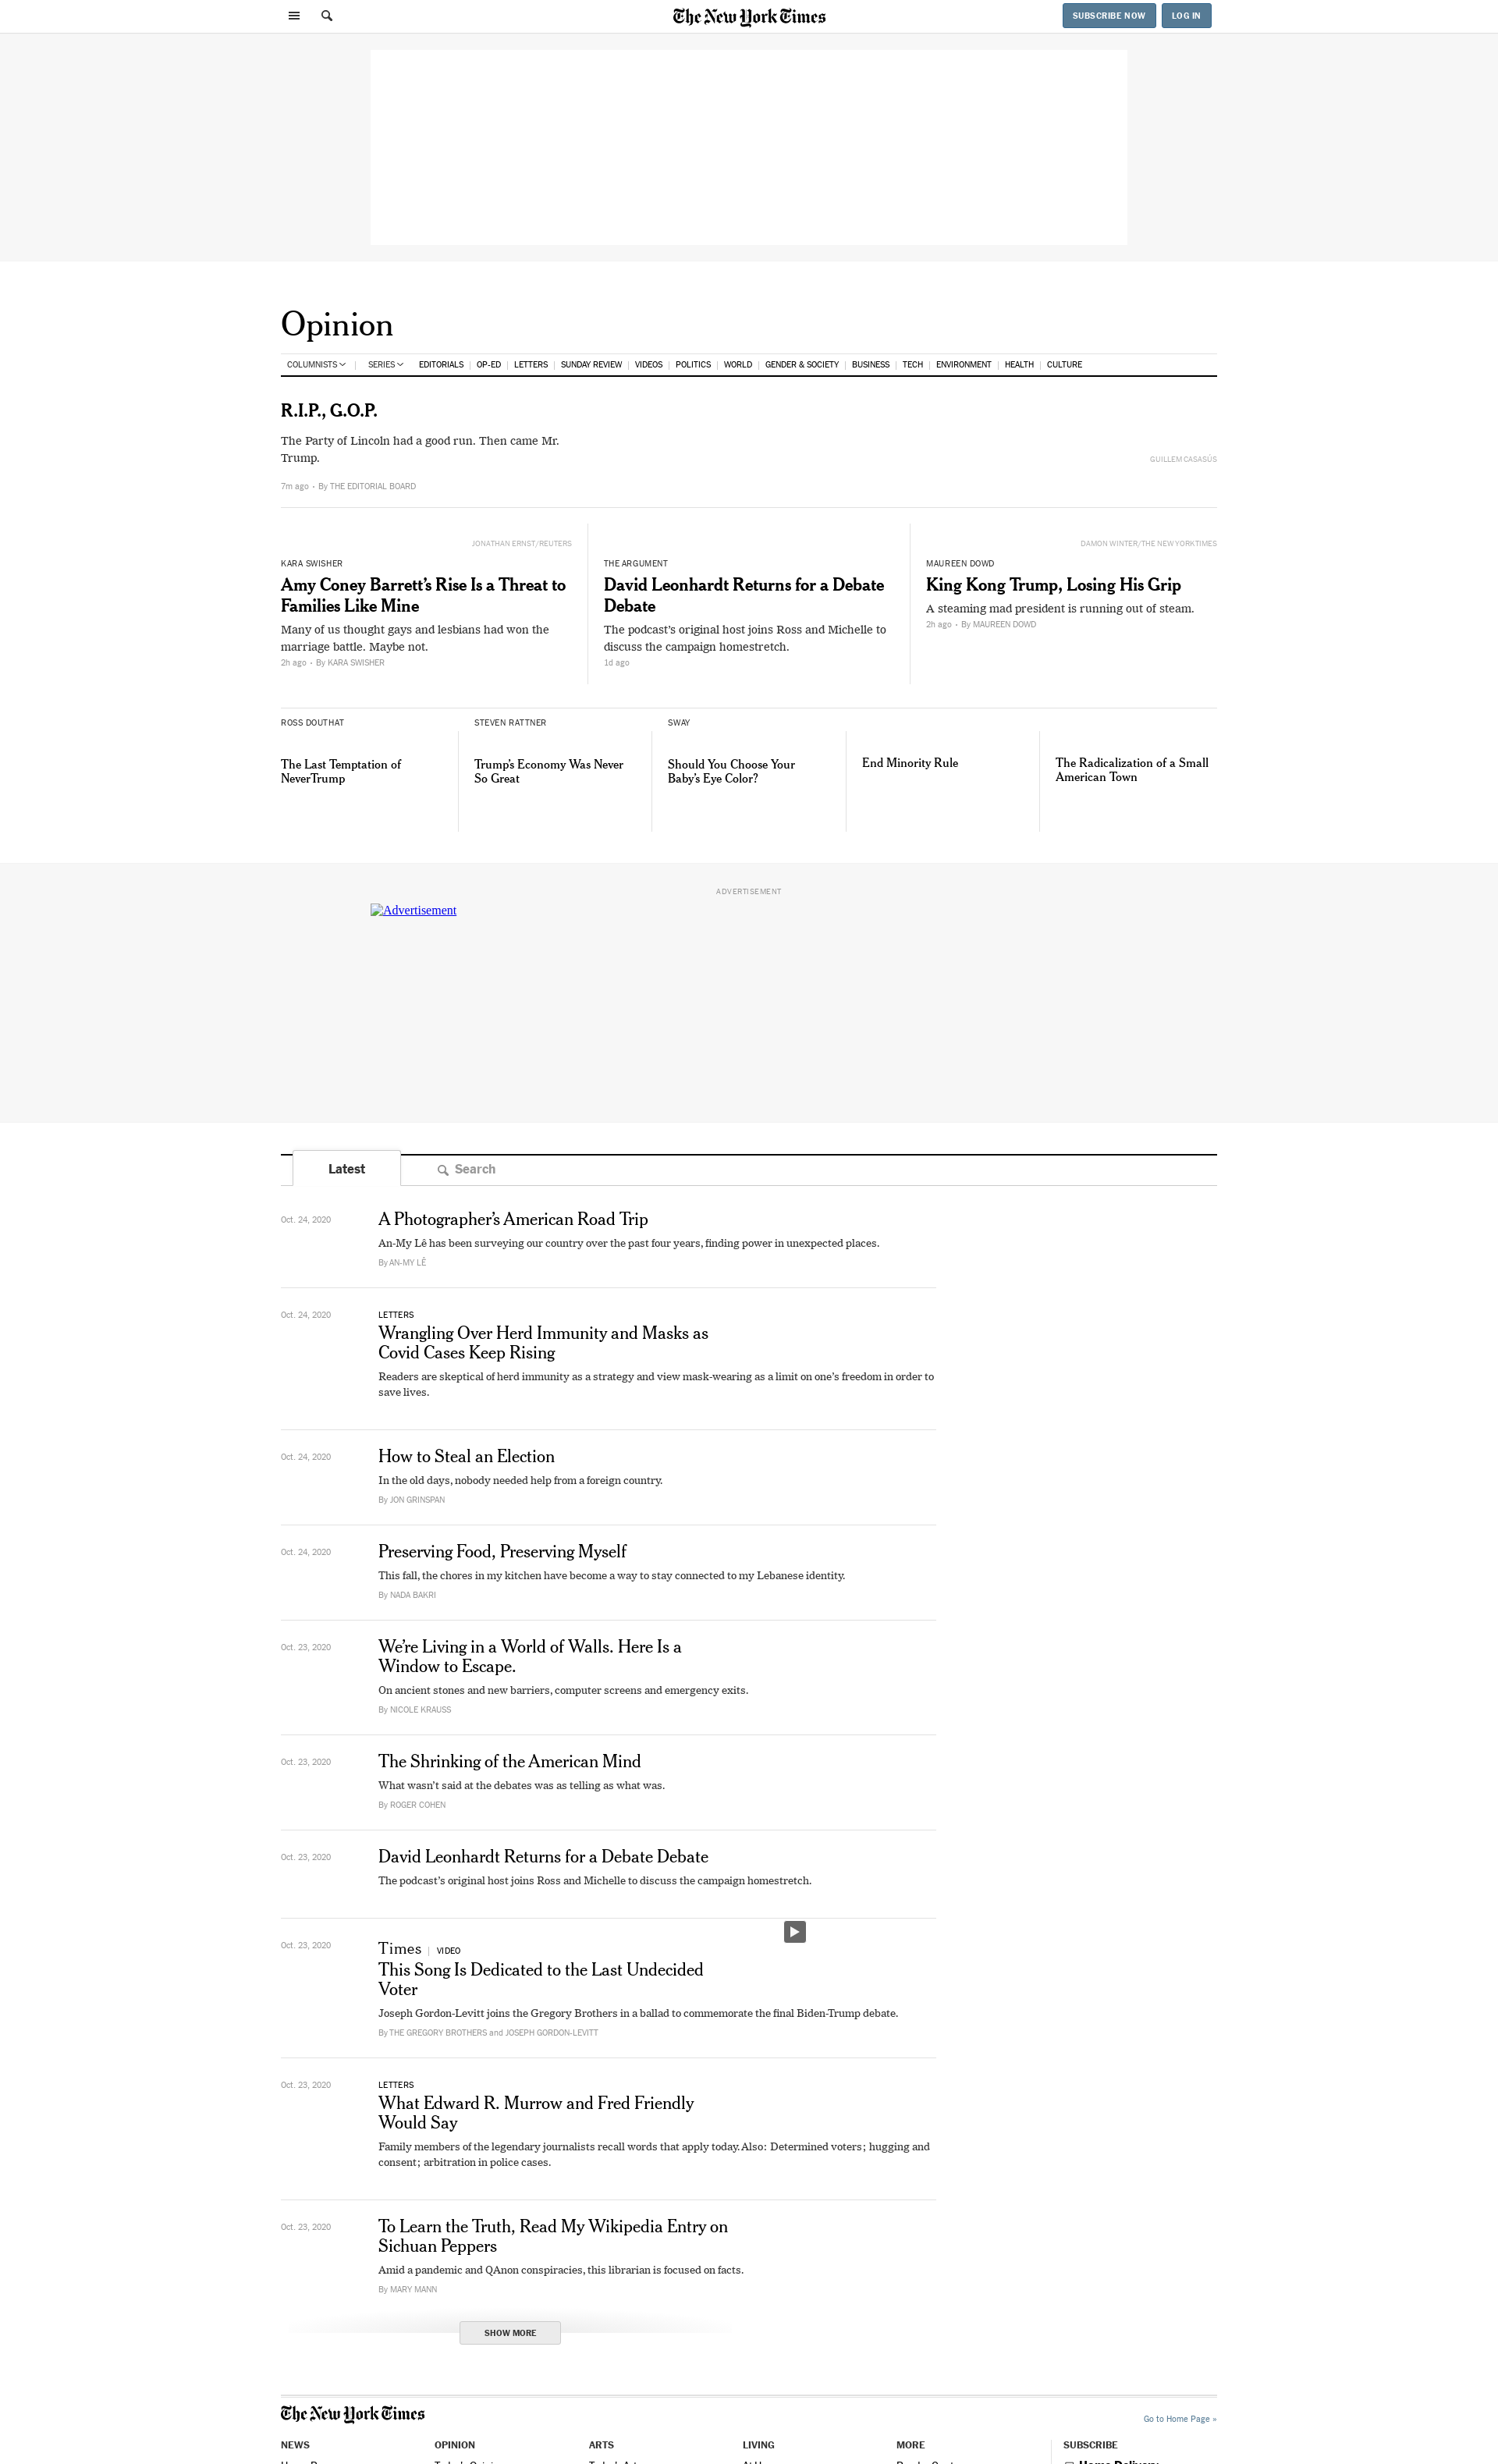 The New York Times
SUBSCRIBE NOW
LOG IN
Opinion
COLUMNISTS
SERIES
EDITORIALS
OP-ED
LETTERS
SUNDAY REVIEW
VIDEOS
POLITICS
WORLD
GENDER & SOCIETY
BUSINESS
TECH
ENVIRONMENT
HEALTH
CULTURE
R.I.P., G.O.P.
The Party of Lincoln had a good run. Then came Mr.
Trump.
7m ago • By THE EDITORIAL BOARD
GUILLEM CASASÚS
JONATHAN ERNST/REUTERS
KARA SWISHER
Amy Coney Barrett’s Rise Is a Threat to
Families Like Mine
Many of us thought gays and lesbians had won the
marriage battle. Maybe not.
2h ago • By KARA SWISHER
THE ARGUMENT
David Leonhardt Returns for a Debate
Debate
The podcast’s original host joins Ross and Michelle to
discuss the campaign homestretch.
1d ago
DAMON WINTER/THE NEW YORK TIMES
MAUREEN DOWD
King Kong Trump, Losing His Grip
A steaming mad president is running out of steam.
2h ago • By MAUREEN DOWD
ROSS DOUTHAT
The Last Temptation of
NeverTrump
STEVEN RATTNER
Trump’s Economy Was Never
So Great
SWAY
Should You Choose Your
Baby’s Eye Color?
End Minority Rule
The Radicalization of a Small
American Town
ADVERTISEMENT
Advertisement
Latest
Search
Oct. 24, 2020
A Photographer’s American Road Trip
An-My Lê has been surveying our country over the past four years, finding power in unexpected places.
By AN-MY LÊ
Oct. 24, 2020
LETTERS
Wrangling Over Herd Immunity and Masks as
Covid Cases Keep Rising
Readers are skeptical of herd immunity as a strategy and view mask-wearing as a limit on one’s freedom in order to
save lives.
Oct. 24, 2020
How to Steal an Election
In the old days, nobody needed help from a foreign country.
By JON GRINSPAN
Oct. 24, 2020
Preserving Food, Preserving Myself
This fall, the chores in my kitchen have become a way to stay connected to my Lebanese identity.
By NADA BAKRI
Oct. 23, 2020
We’re Living in a World of Walls. Here Is a
Window to Escape.
On ancient stones and new barriers, computer screens and emergency exits.
By NICOLE KRAUSS
Oct. 23, 2020
The Shrinking of the American Mind
What wasn’t said at the debates was as telling as what was.
By ROGER COHEN
Oct. 23, 2020
David Leonhardt Returns for a Debate Debate
The podcast’s original host joins Ross and Michelle to discuss the campaign homestretch.
Oct. 23, 2020
Times | VIDEO
This Song Is Dedicated to the Last Undecided
Voter
Joseph Gordon-Levitt joins the Gregory Brothers in a ballad to commemorate the final Biden-Trump debate.
By THE GREGORY BROTHERS and JOSEPH GORDON-LEVITT
Oct. 23, 2020
LETTERS
What Edward R. Murrow and Fred Friendly
Would Say
Family members of the legendary journalists recall words that apply today. Also: Determined voters; hugging and
consent; arbitration in police cases.
Oct. 23, 2020
To Learn the Truth, Read My Wikipedia Entry on
Sichuan Peppers
Amid a pandemic and QAnon conspiracies, this librarian is focused on facts.
By MARY MANN
SHOW MORE
The New York Times
Go to Home Page »
NEWS
OPINION
ARTS
LIVING
MORE
SUBSCRIBE